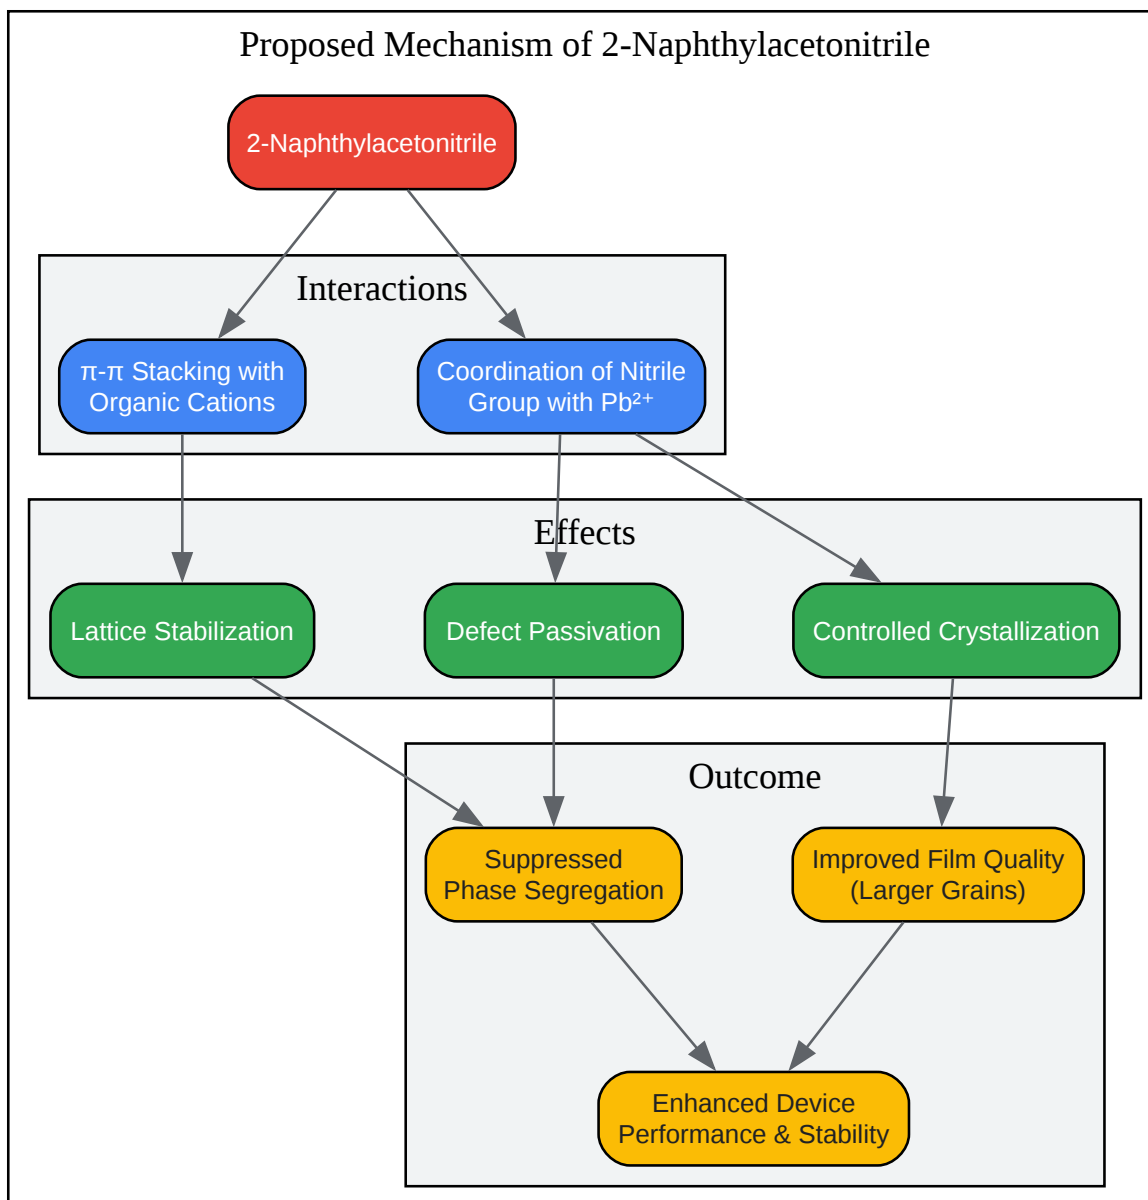 Proposed Mechanism of 2-Naphthylacetonitrile
2-Naphthylacetonitrile
Interactions
π-π Stacking with
Organic Cations
Coordination of Nitrile
Group with Pb²⁺
Effects
Lattice Stabilization
Defect Passivation
Controlled Crystallization
Outcome
Suppressed
Phase Segregation
Improved Film Quality
(Larger Grains)
Enhanced Device
Performance & Stability